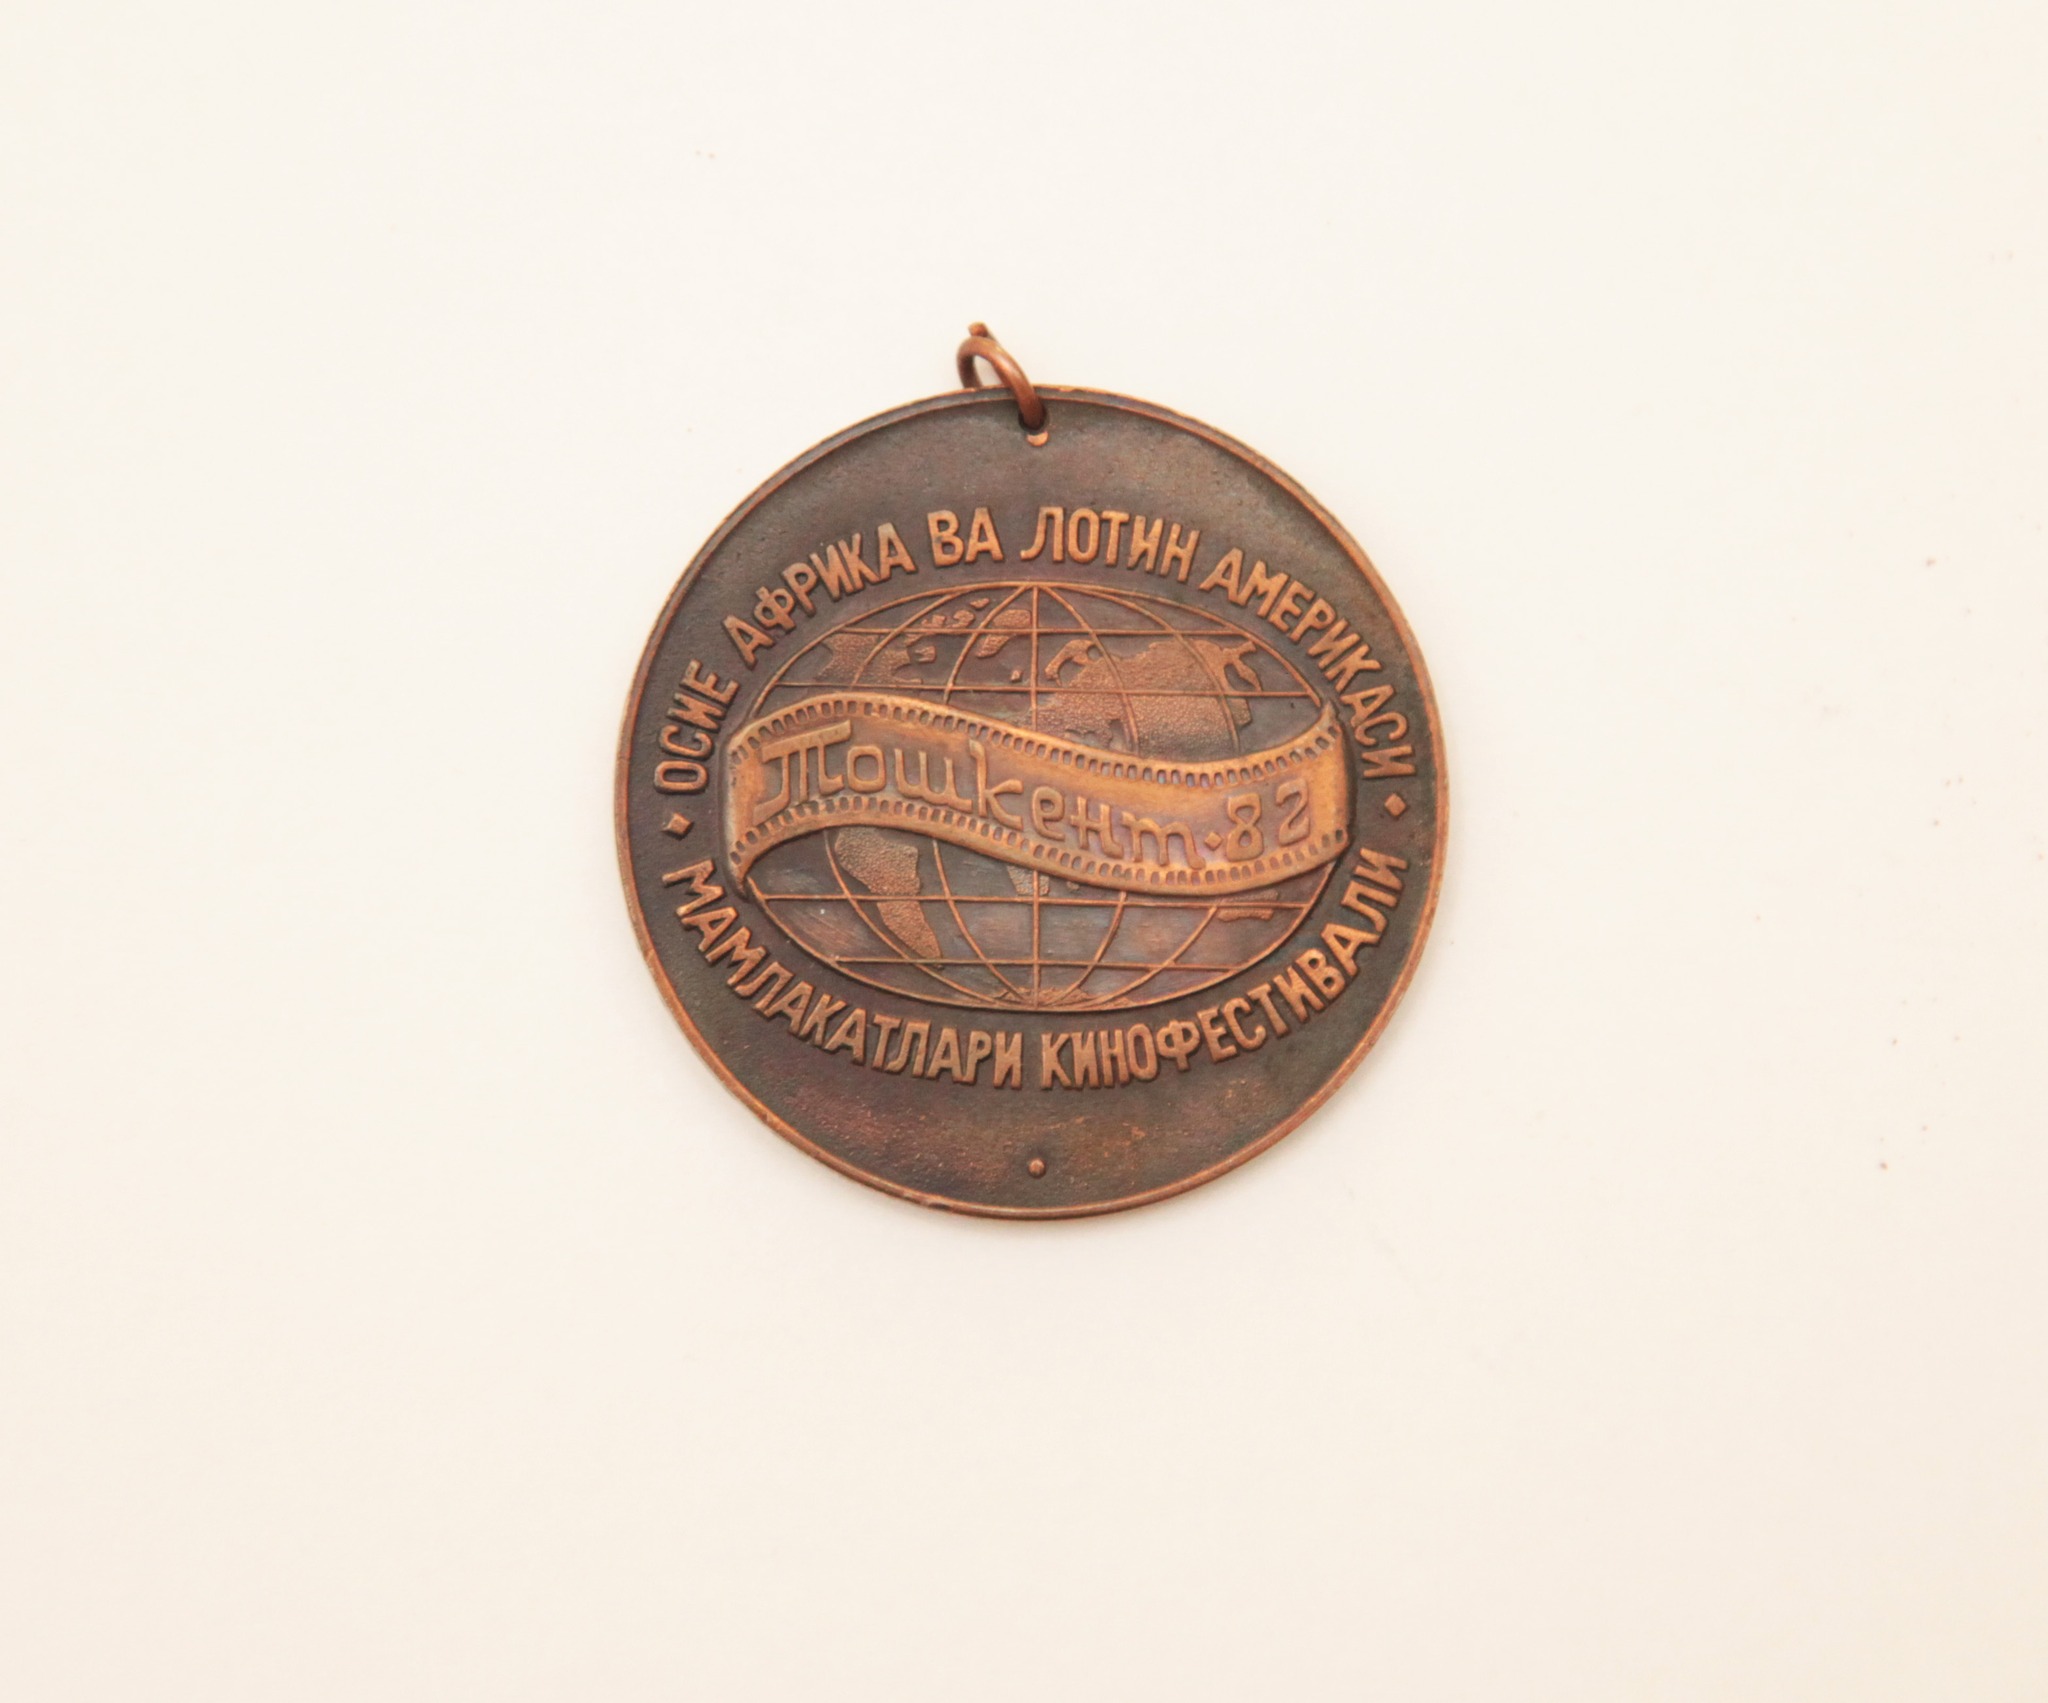 ОСИЕ АФРИКА ВА ЛОТИН АМЕРИКАСИ
Тошкент·82
МАМЛАКАТЛАРИ КИНОФЕСТИВАЛИ